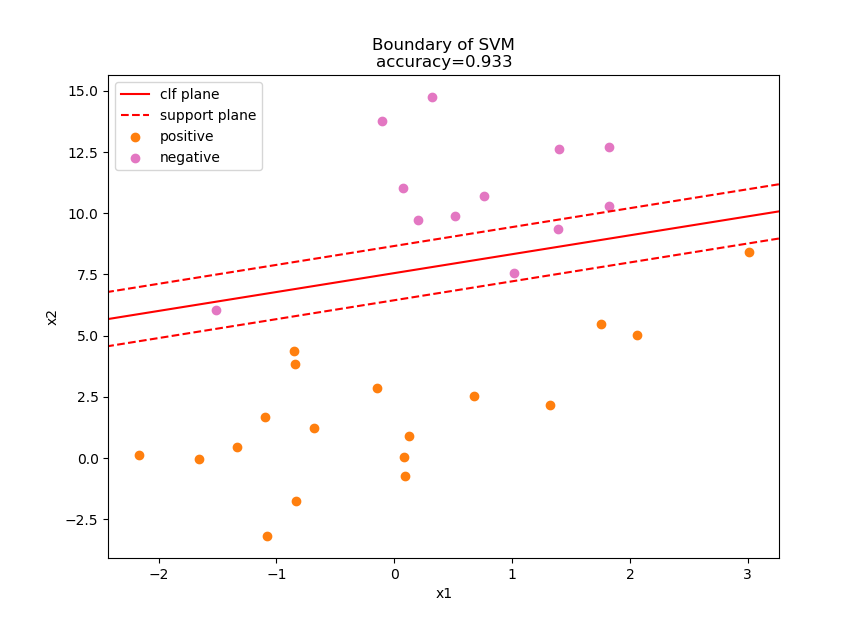 Boundary of SVM
accuracy=0.933
clf plane
support plane
positive
negative
15.0
12.5
10.0
7.5
5.0
2.5
0.0
−2.5
x2
−2
−1
0
1
2
3
x1